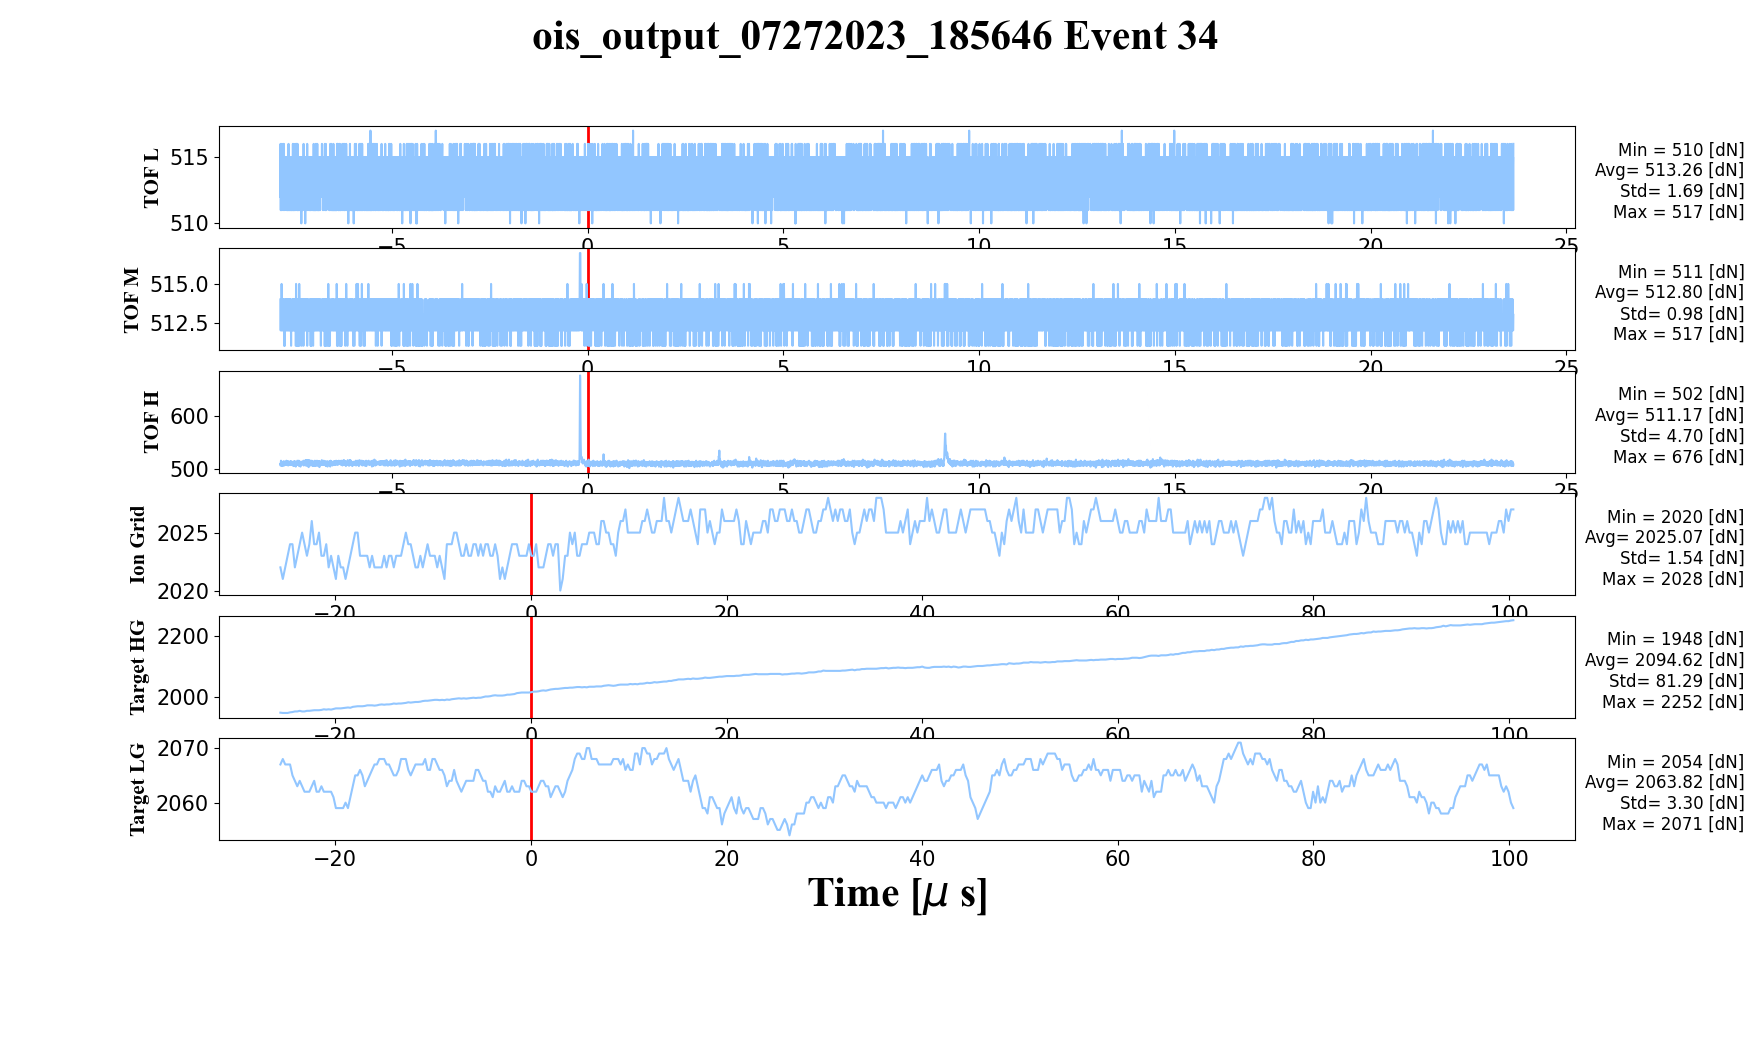 ois_output_07272023_185646 Event 34
TOF L
515
510
−5 0 5 10 15 20 25
Min = 510 [dN]
Avg= 513.26 [dN]
Std= 1.69 [dN]
Max = 517 [dN]
TOF M
515.0
512.5
−5 0 5 10 15 20 25
Min = 511 [dN]
Avg= 512.80 [dN]
Std= 0.98 [dN]
Max = 517 [dN]
TOF H
600
500
−5 0 5 10 15 20 25
Min = 502 [dN]
Avg= 511.17 [dN]
Std= 4.70 [dN]
Max = 676 [dN]
Ion Grid
2025
2020
−20 0 20 40 60 80 100
Min = 2020 [dN]
Avg= 2025.07 [dN]
Std= 1.54 [dN]
Max = 2028 [dN]
Target HG
2200
2000
−20 0 20 40 60 80 100
Min = 1948 [dN]
Avg= 2094.62 [dN]
Std= 81.29 [dN]
Max = 2252 [dN]
Target LG
2070
2060
−20 0 20 40 60 80 100
Min = 2054 [dN]
Avg= 2063.82 [dN]
Std= 3.30 [dN]
Max = 2071 [dN]
Time [μ s]